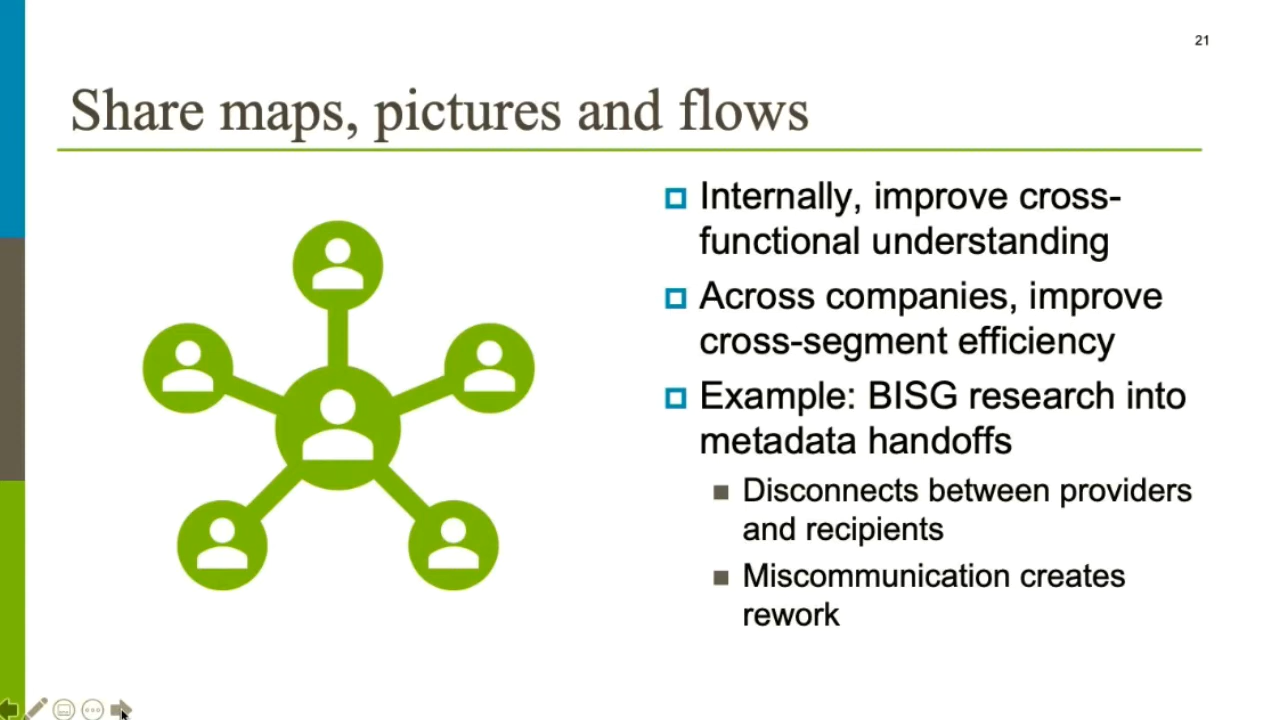 21
Share maps, pictures and flows
Internally, improve cross-
functional understanding
Across companies, improve
cross-segment efficiency
Example: BISG research into
metadata handoffs
Disconnects between providers
and recipients
Miscommunication creates
rework